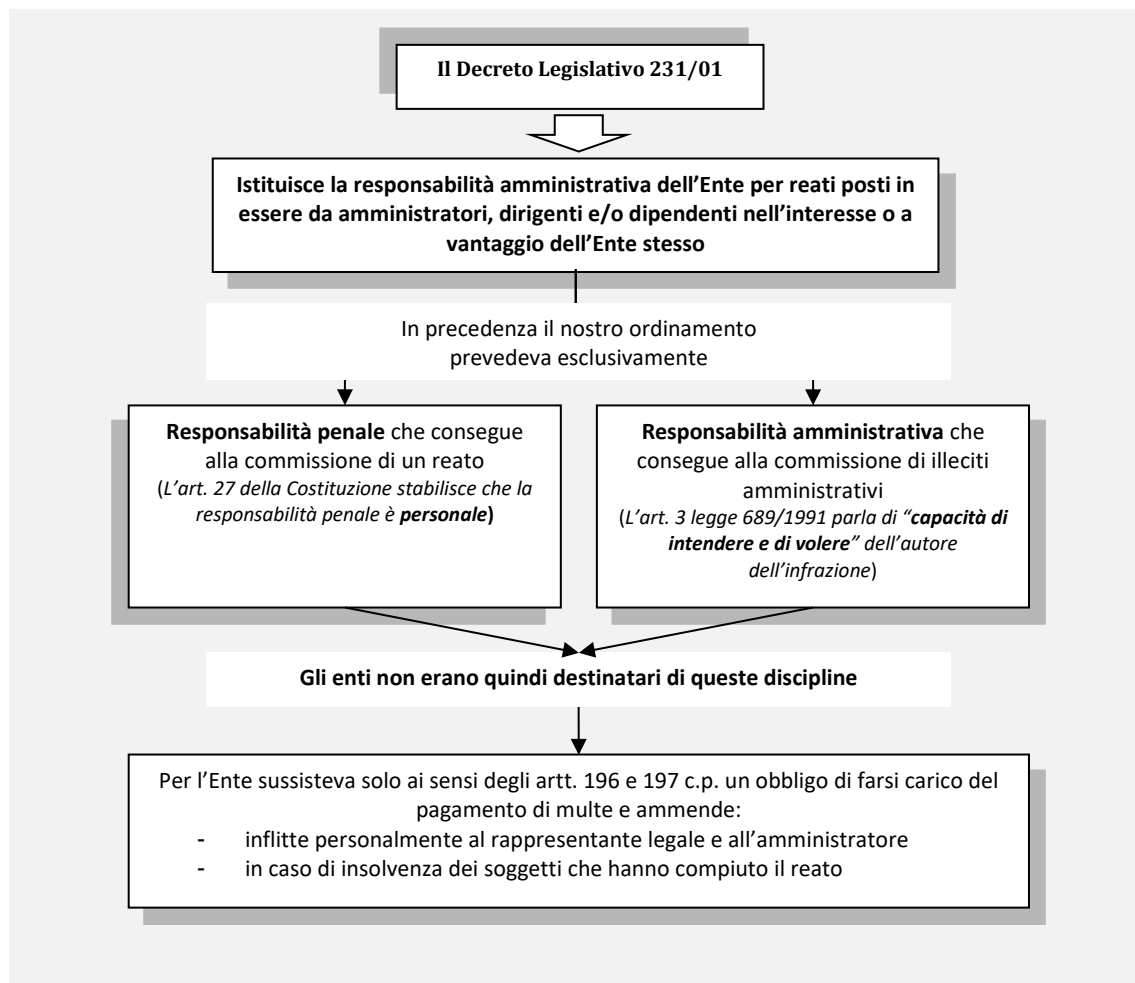 Il Decreto Legislativo 231/01
Istituisce la responsabilità amministrativa dell’Ente per reati posti in
essere da amministratori, dirigenti e/o dipendenti nell’interesse o a
vantaggio dell’Ente stesso
In precedenza il nostro ordinamento
prevedeva esclusivamente
Responsabilità penale che consegue
alla commissione di un reato
(L’art. 27 della Costituzione stabilisce che la
responsabilità penale è personale)
Responsabilità amministrativa che
consegue alla commissione di illeciti
amministrativi
(L’art. 3 legge 689/1991 parla di “capacità di
intendere e di volere” dell’autore
dell’infrazione)
Gli enti non erano quindi destinatari di queste discipline
Per l’Ente sussisteva solo ai sensi degli artt. 196 e 197 c.p. un obbligo di farsi carico del
pagamento di multe e ammende:
- inflitte personalmente al rappresentante legale e all’amministratore
- in caso di insolvenza dei soggetti che hanno compiuto il reato